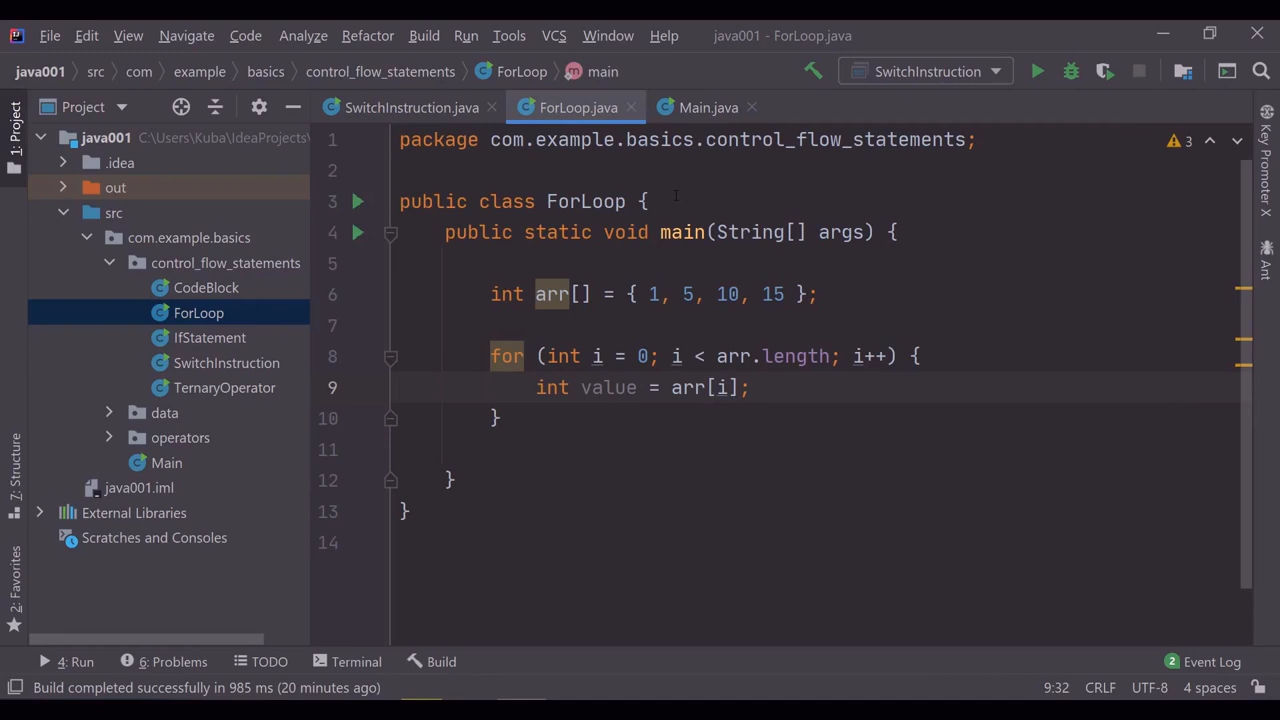 File Edit View Navigate Code Analyze Refactor Build Run Tools VCS Window Help java001 - ForLoop.java
java001 src com example basics control_flow_statements ForLoop main SwitchInstruction
1: Project
7: Structure
2: Favorites
Project
java001 C:\Users\Kuba\IdeaProjects\
.idea
out
src
com.example.basics
control_flow_statements
CodeBlock
ForLoop
IfStatement
SwitchInstruction
TernaryOperator
data
operators
Main
java001.iml
External Libraries
Scratches and Consoles
SwitchInstruction.java ForLoop.java Main.java
1 package com.example.basics.control_flow_statements;
2
3 public class ForLoop {
4 public static void main(String[] args) {
5
6 int arr[] = { 1, 5, 10, 15 };
7
8 for (int i = 0; i < arr.length; i++) {
9 int value = arr[i];
10 }
11
12 }
13 }
14
3
Key Promoter X
Ant
4: Run 6: Problems TODO Terminal Build 2 Event Log
Build completed successfully in 985 ms (20 minutes ago) 9:32 CRLF UTF-8 4 spaces